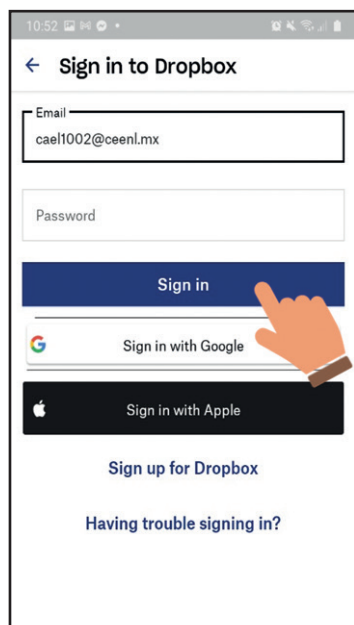 10:52
Sign in to Dropbox
Email
cael1002@ceenl.mx
Password
Sign in
Sign in with Google
Sign in with Apple
Sign up for Dropbox
Having trouble signing in?